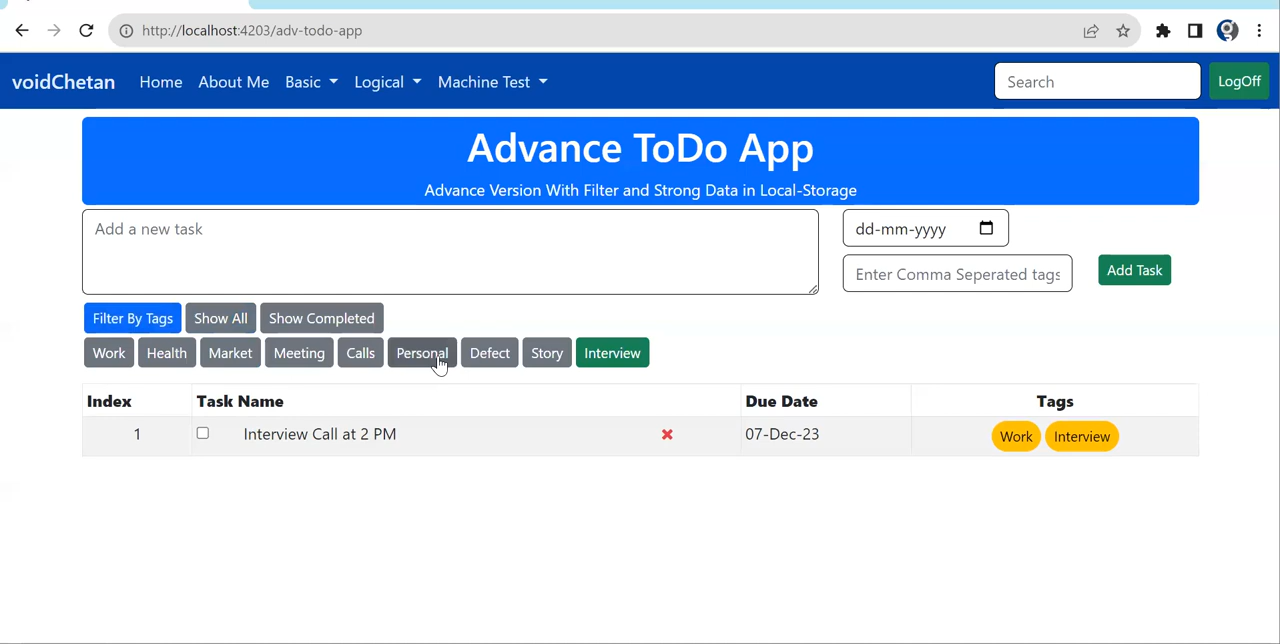 http://localhost:4203/adv-todo-app
voidChetan Home About Me Basic Logical Machine Test Search LogOff
Advance ToDo App
Advance Version With Filter and Strong Data in Local-Storage
Add a new task
dd-mm-yyyy
Enter Comma Seperated tags
Add Task
Filter By Tags Show All Show Completed
Work Health Market Meeting Calls Personal Defect Story Interview
Index Task Name Due Date Tags
1 Interview Call at 2 PM 07-Dec-23 Work Interview